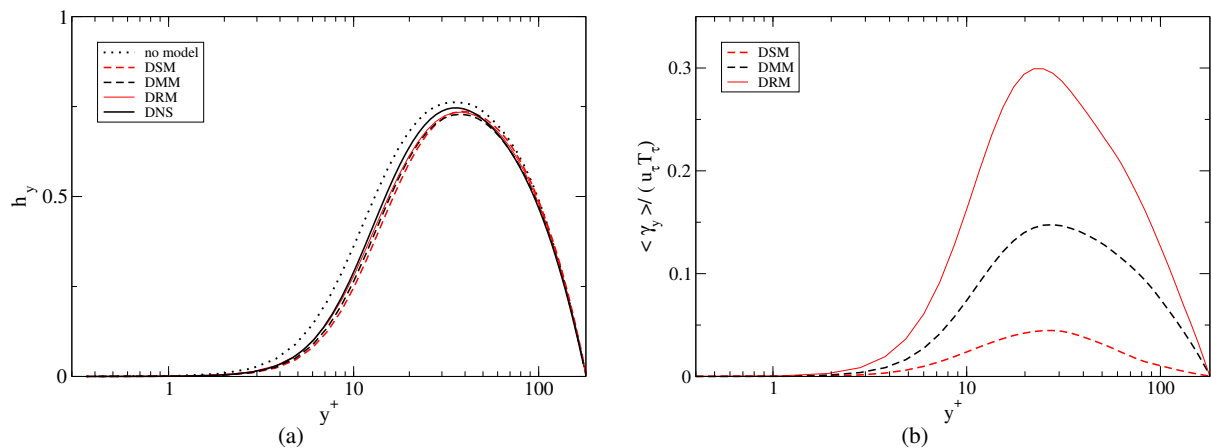 1
0.5
0
h_y
no model
DSM
DMM
DRM
DNS
1
10
100
y^+
(a)
0.3
0.2
0.1
0
< γ_y > / ( u_τ T_τ )
DSM
DMM
DRM
1
10
100
y^+
(b)